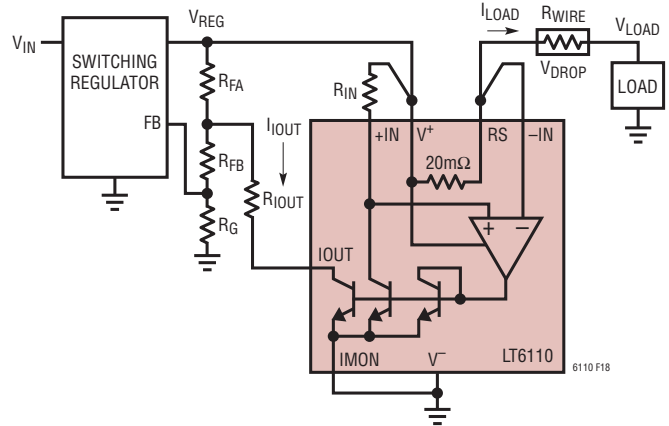 VIN
SWITCHING
REGULATOR
FB
VREG
RFA
RFB
RG
IIOUT
RIOUT
RIN
ILOAD
RWIRE
VDROP
VLOAD
LOAD
+IN
V+
RS
–IN
20mΩ
+
–
IOUT
IMON
V–
LT6110
6110 F18